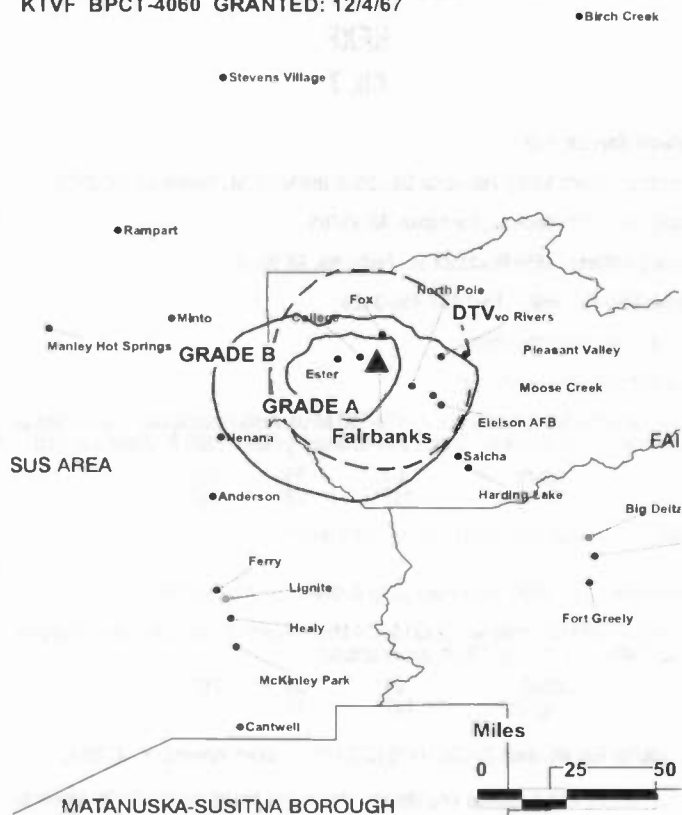 KTVF BPCT-4060 GRANTED: 12/4/67
Birch Creek
Stevens Village
Rampart
North Pole
Fox
Minto
College
DTV
vo Rivers
Manley Hot Springs
GRADE B
Pleasant Valley
Ester
Moose Creek
GRADE A
Eielson AFB
Fairbanks
Nenana
FAI
SUS AREA
Salcha
Anderson
Harding Lake
Big Delta
Ferry
Lignite
Fort Greely
Healy
McKinley Park
Cantwell
Miles
0 25 50
MATANUSKA-SUSITNA BOROUGH